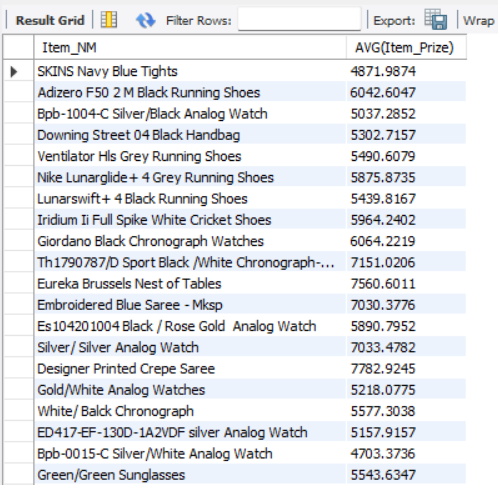 Result Grid Filter Rows: Export: Wrap
Item_NM AVG(Item_Prize)
SKINS Navy Blue Tights 4871.9874
Adizero F50 2 M Black Running Shoes 6042.6047
Bpb-1004-C Silver/Black Analog Watch 5037.2852
Downing Street 04 Black Handbag 5302.7157
Ventilator Hls Grey Running Shoes 5490.6079
Nike Lunarglide+ 4 Grey Running Shoes 5875.8735
Lunarswift+ 4 Black Running Shoes 5439.8167
Iridium Ii Full Spike White Cricket Shoes 5964.2402
Giordano Black Chronograph Watches 6064.2219
Th1790787/D Sport Black /White Chronograph-... 7151.0206
Eureka Brussels Nest of Tables 7560.6011
Embroidered Blue Saree - Mksp 7030.3776
Es104201004 Black / Rose Gold  Analog Watch 5890.7952
Silver/ Silver Analog Watch 7033.4782
Designer Printed Crepe Saree 7782.9245
Gold/White Analog Watches 5218.0775
White/ Balck Chronograph 5577.3038
ED417-EF-130D-1A2VDF silver Analog Watch 5157.9157
Bpb-0015-C Silver/White Analog Watch 4703.3736
Green/Green Sunglasses 5543.6347